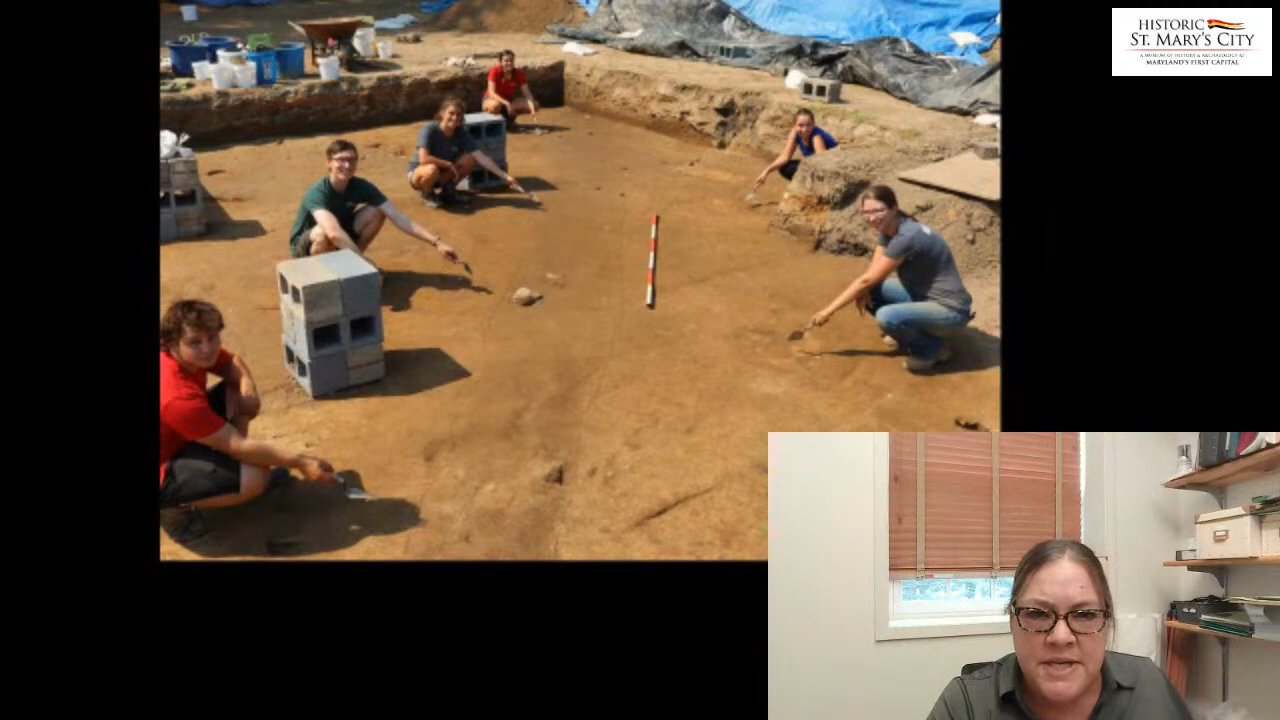 HISTORIC
ST. MARY'S CITY
A MUSEUM OF HISTORY & ARCHAEOLOGY AT
MARYLAND'S FIRST CAPITAL